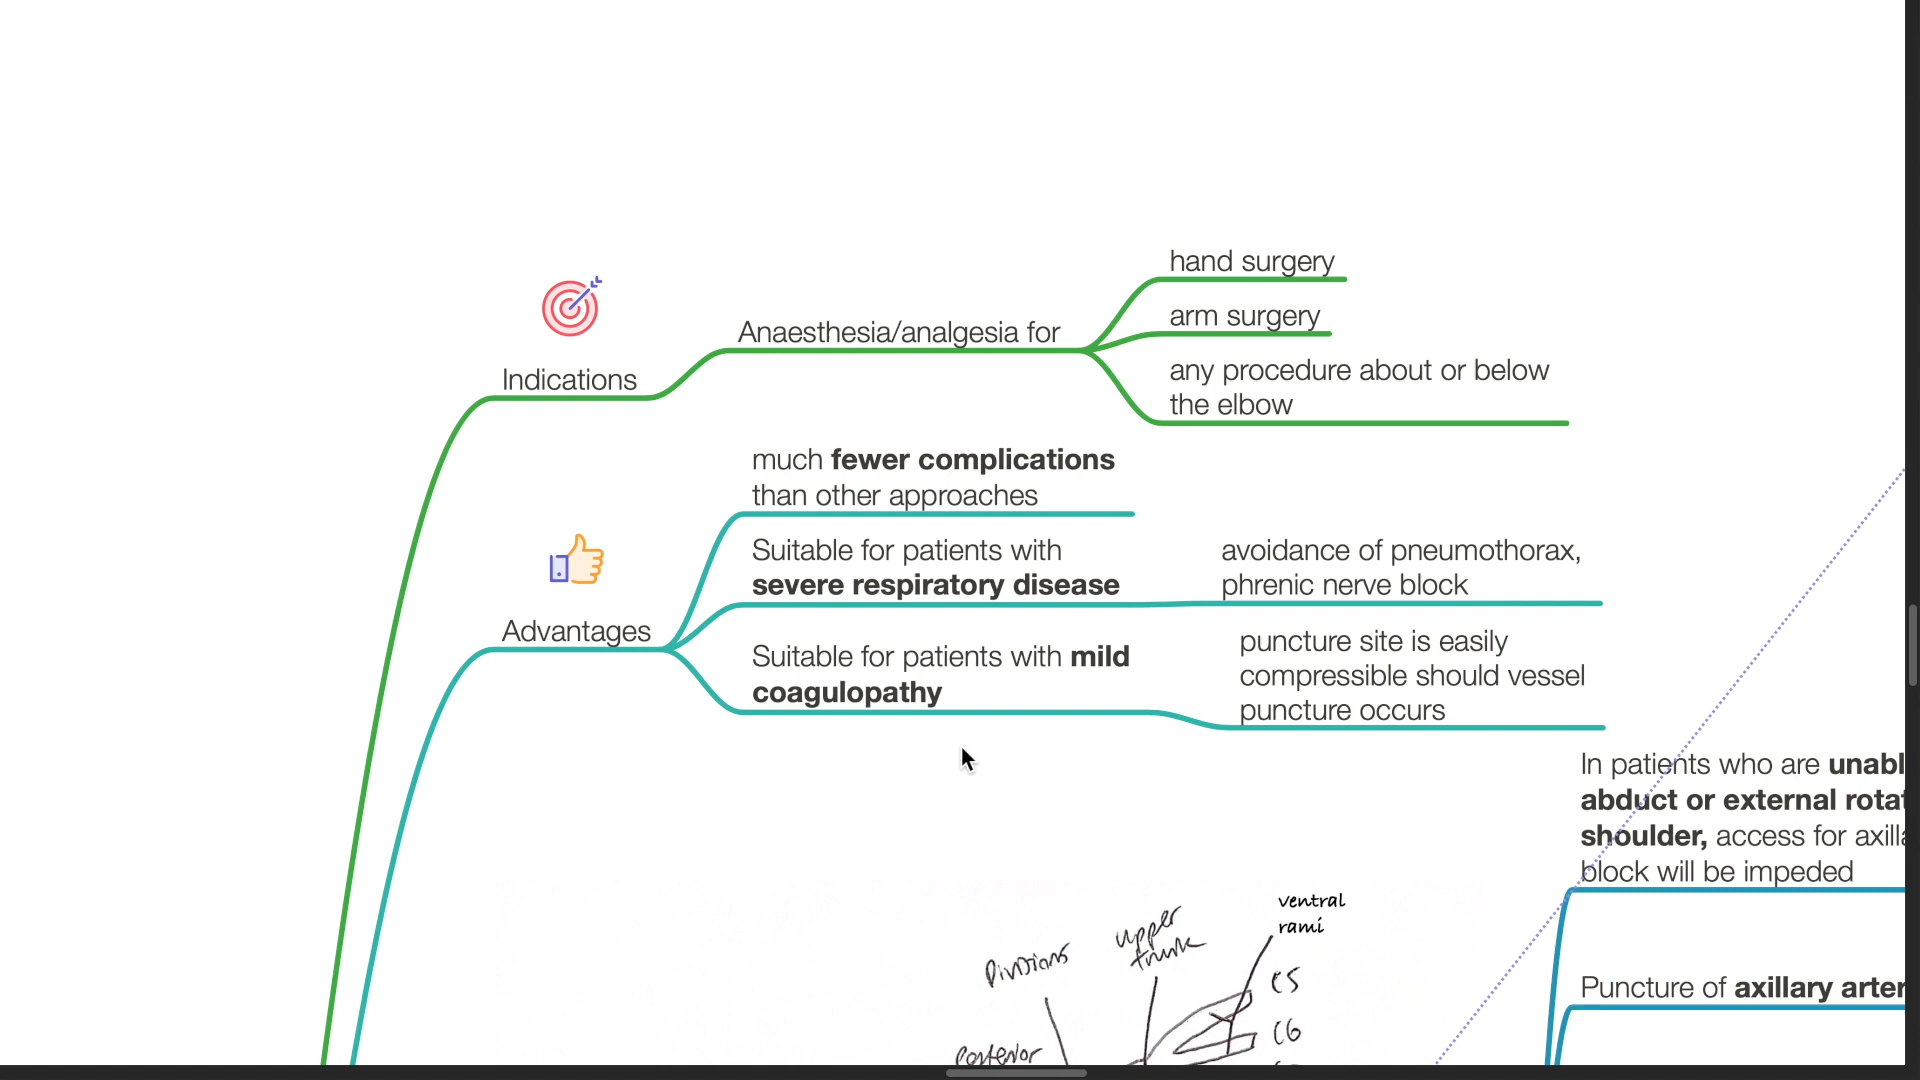 hand surgery
arm surgery
Anaesthesia/analgesia for
any procedure about or below
the elbow
Indications
much fewer complications
than other approaches
Suitable for patients with
severe respiratory disease
avoidance of pneumothorax,
phrenic nerve block
Advantages
Suitable for patients with mild
coagulopathy
puncture site is easily
compressible should vessel
puncture occurs
In patients who are unabl
abduct or external rotat
shoulder, access for axilla
block will be impeded
ventral
rami
upper
trunk
Divisions
C5
Puncture of axillary arter
C6
Posterior